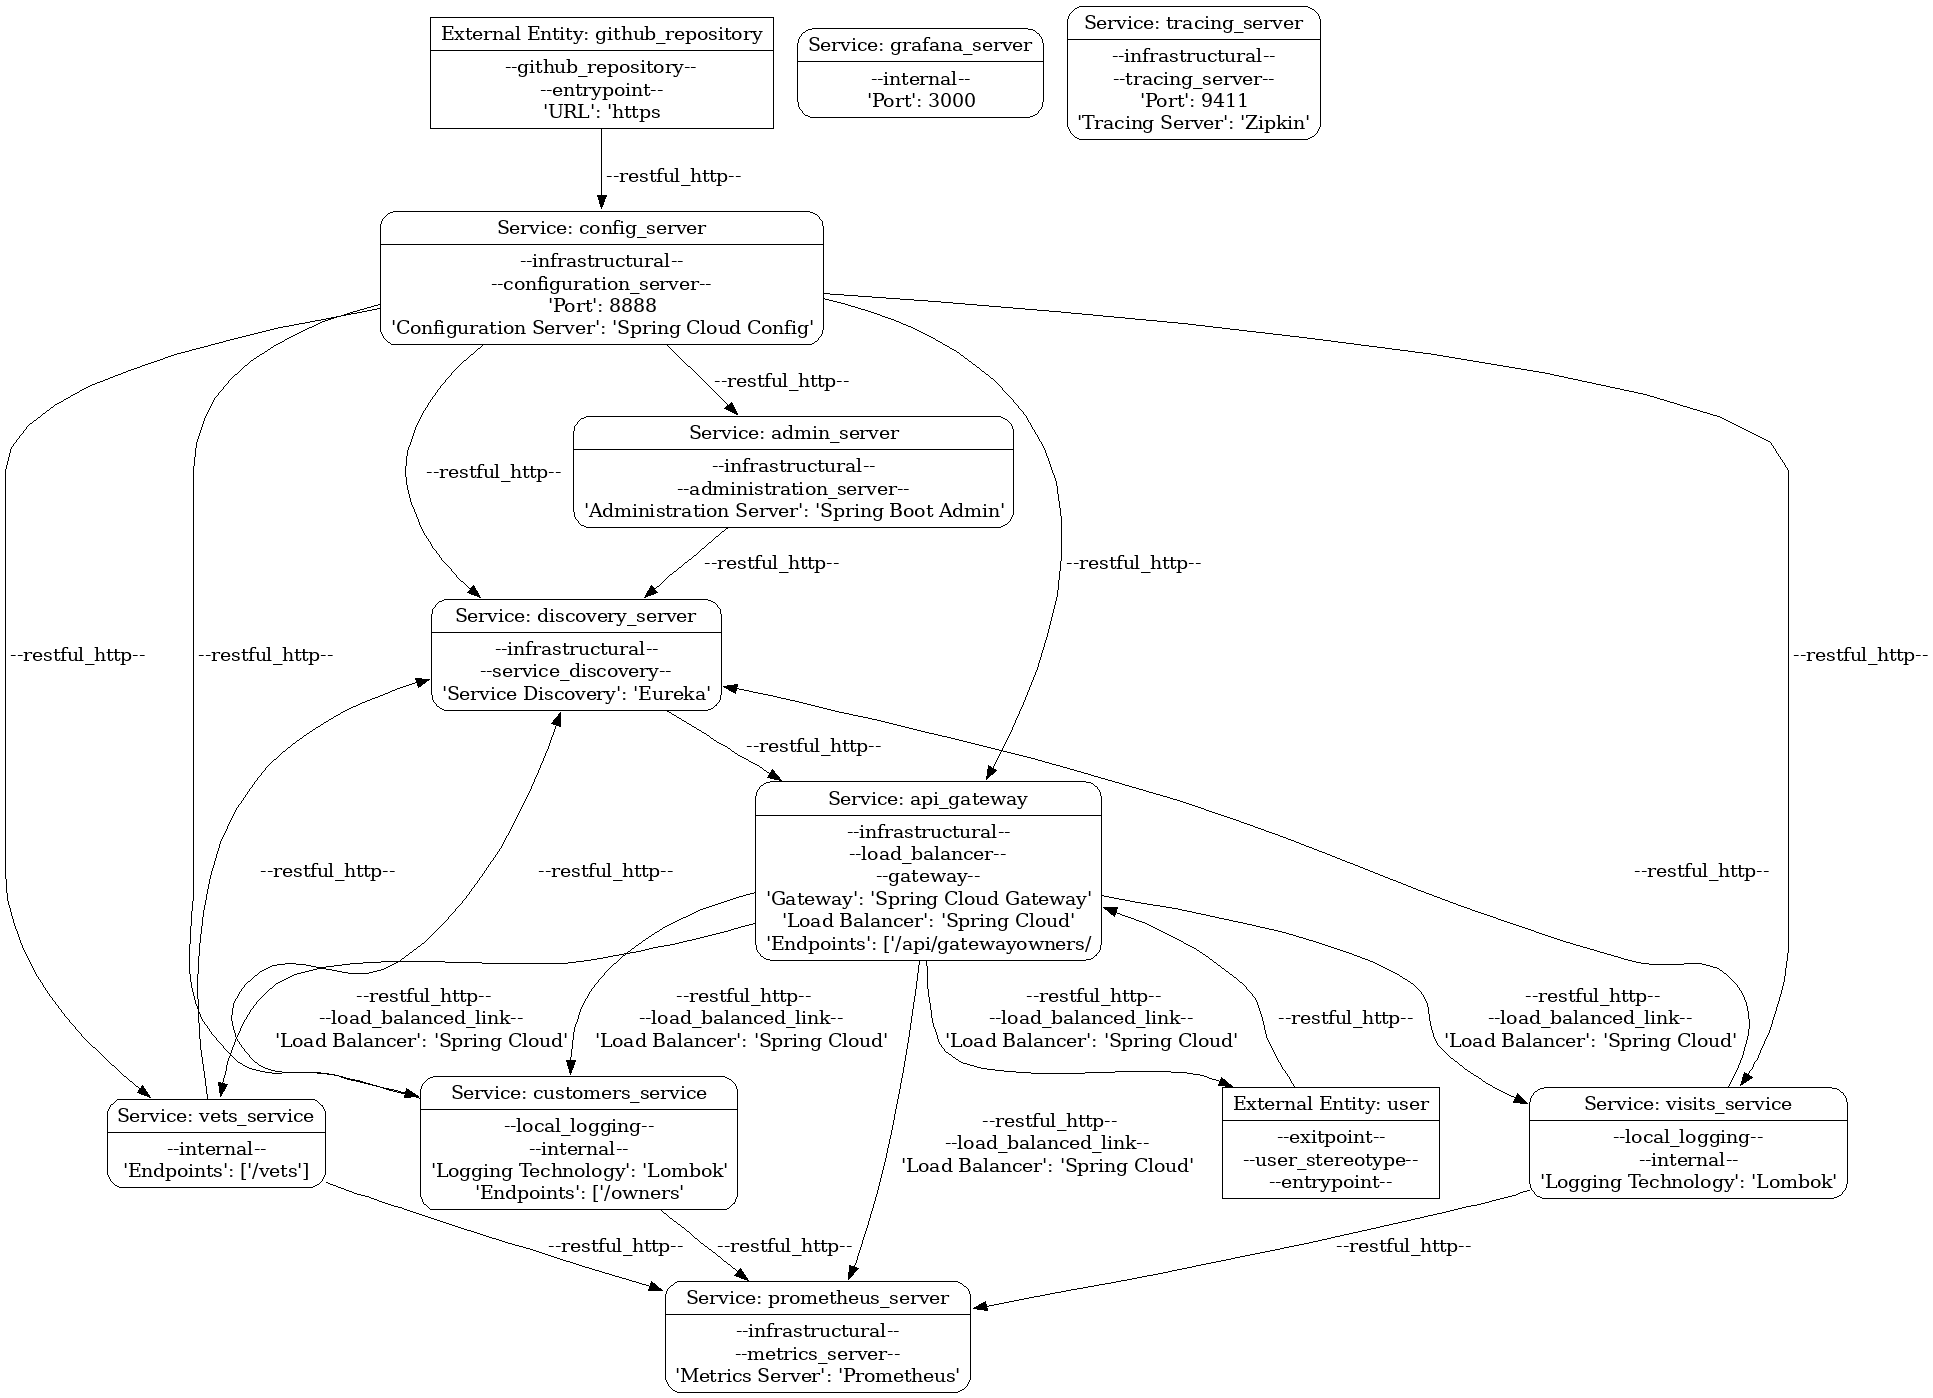 External Entity: github_repository
--github_repository--
--entrypoint--
'URL': 'https
Service: grafana_server
--internal--
'Port': 3000
Service: tracing_server
--infrastructural--
--tracing_server--
'Port': 9411
'Tracing Server': 'Zipkin'
--restful_http--
Service: config_server
--infrastructural--
--configuration_server--
'Port': 8888
'Configuration Server': 'Spring Cloud Config'
--restful_http--
Service: admin_server
--infrastructural--
--administration_server--
'Administration Server': 'Spring Boot Admin'
--restful_http--
--restful_http--
--restful_http--
Service: discovery_server
--infrastructural--
--service_discovery--
'Service Discovery': 'Eureka'
--restful_http--
--restful_http--
--restful_http--
--restful_http--
Service: api_gateway
--infrastructural--
--load_balancer--
--gateway--
'Gateway': 'Spring Cloud Gateway'
'Load Balancer': 'Spring Cloud'
'Endpoints': ['/api/gatewayowners/
--restful_http--
--restful_http--
--restful_http--
--restful_http--
--load_balanced_link--
'Load Balancer': 'Spring Cloud'
--restful_http--
--load_balanced_link--
'Load Balancer': 'Spring Cloud'
--restful_http--
--load_balanced_link--
'Load Balancer': 'Spring Cloud'
--restful_http--
--restful_http--
--load_balanced_link--
'Load Balancer': 'Spring Cloud'
Service: vets_service
--internal--
'Endpoints': ['/vets']
Service: customers_service
--local_logging--
--internal--
'Logging Technology': 'Lombok'
'Endpoints': ['/owners'
--restful_http--
--load_balanced_link--
'Load Balancer': 'Spring Cloud'
External Entity: user
--exitpoint--
--user_stereotype--
--entrypoint--
Service: visits_service
--local_logging--
--internal--
'Logging Technology': 'Lombok'
--restful_http--
--restful_http--
--restful_http--
Service: prometheus_server
--infrastructural--
--metrics_server--
'Metrics Server': 'Prometheus'